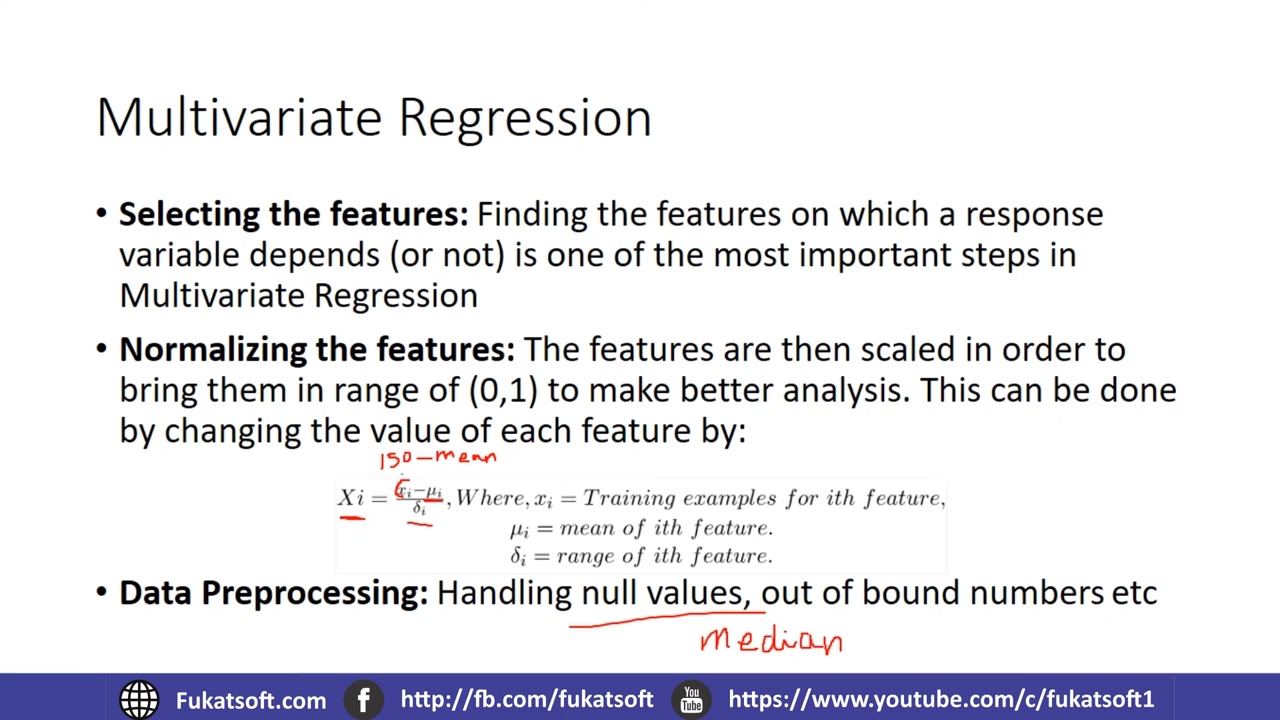 Multivariate Regression
• Selecting the features: Finding the features on which a response
variable depends (or not) is one of the most important steps in
Multivariate Regression
• Normalizing the features: The features are then scaled in order to
bring them in range of (0,1) to make better analysis. This can be done
by changing the value of each feature by:
150-mean
Xi = (xi−μi)/δi, Where, xi = Training examples for ith feature,
μi = mean of ith feature.
δi = range of ith feature.
• Data Preprocessing: Handling null values, out of bound numbers etc
median
Fukatsoft.com f http://fb.com/fukatsoft You Tube https://www.youtube.com/c/fukatsoft1